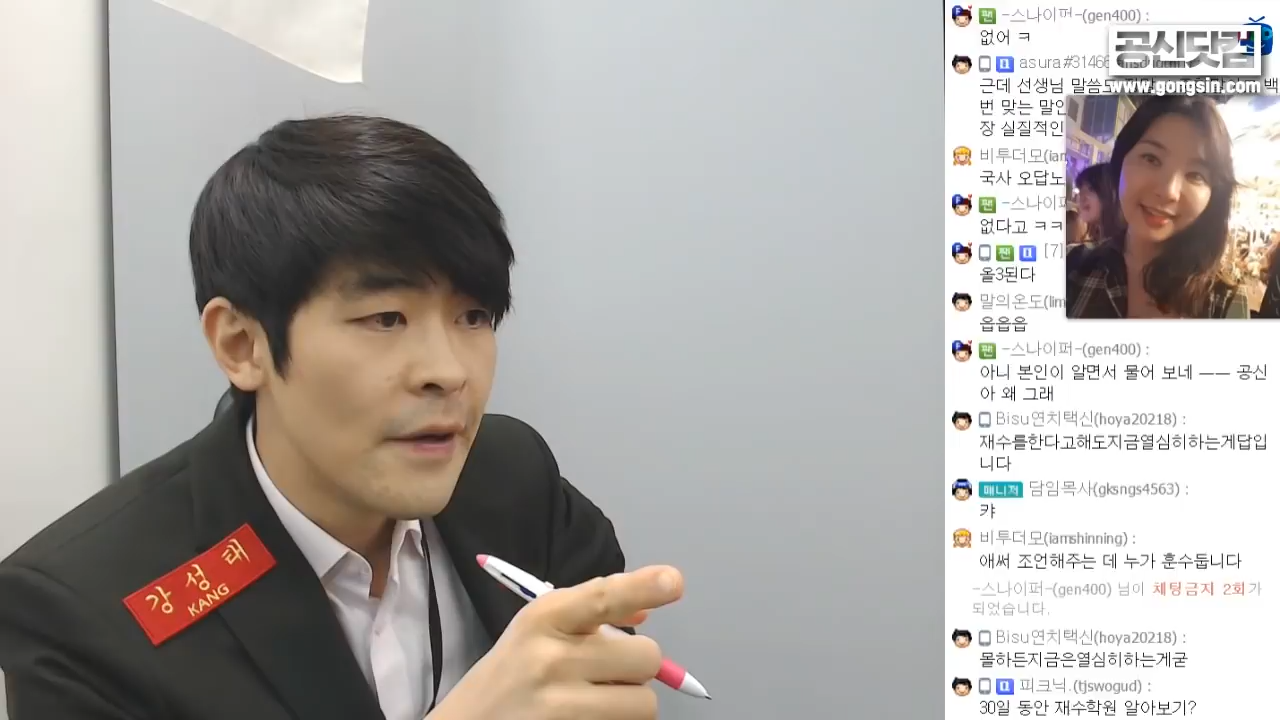 강성태
KANG
공신닷컴
www.gongsin.com
팬 -스나이퍼-(gen400) :
없어 ㅋ
asura#31466
근데 선생님 말씀도
번 맞는 말인
장 실질적인
비투더모(iam
국사 오답노
팬 -스나이퍼
없다고 ㅋㅋ
팬 [7]
올3된다
말의온도(lim
읍읍읍
팬 -스나이퍼-(gen400) :
아니 본인이 알면서 물어 보네 ㅡㅡ 공신
아 왜 그래
Bisu연치택신(hoya20218) :
재수를한다고해도지금열심히하는게답입
니다
매니저 담임목사(gksngs4563) :
캬
비투더모(iamshinning) :
애써 조언해주는 데 누가 훈수둡니다
-스나이퍼-(gen400) 님이 채팅금지 2회가
되었습니다.
Bisu연치택신(hoya20218) :
몰하든지금은열심히하는게굳
피크닉.(tjswogud) :
30일 동안 재수학원 알아보기?